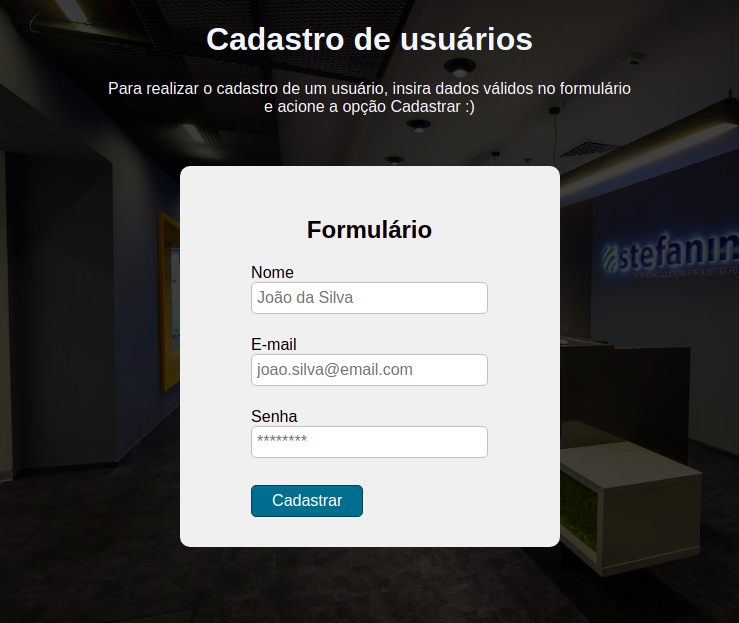 Cadastro de usuários
Para realizar o cadastro de um usuário, insira dados válidos no formulário
e acione a opção Cadastrar :)
stefanin
Formulário
Nome
João da Silva
E-mail
joao.silva@email.com
Senha
********
Cadastrar